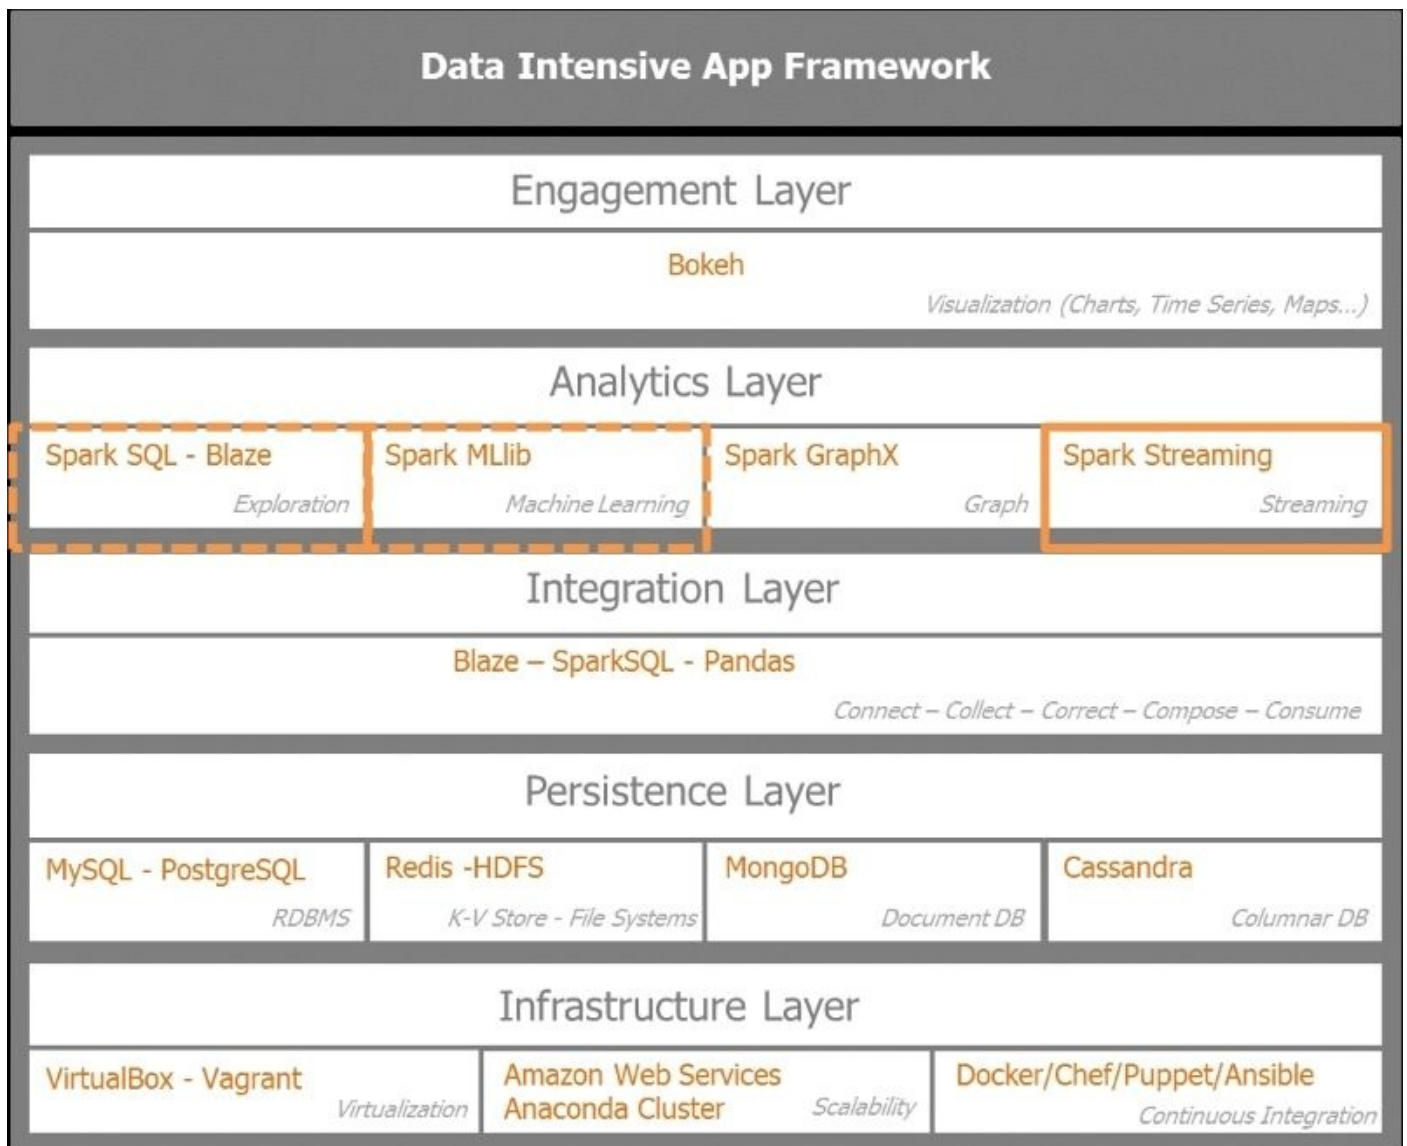 Data Intensive App Framework
Engagement Layer
Bokeh
Visualization (Charts, Time Series, Maps...)
Analytics Layer
Spark SQL - Blaze
Exploration
Spark MLlib
Machine Learning
Spark GraphX
Graph
Spark Streaming
Streaming
Integration Layer
Blaze – SparkSQL - Pandas
Connect – Collect – Correct – Compose – Consume
Persistence Layer
MySQL - PostgreSQL
RDBMS
Redis -HDFS
K-V Store - File Systems
MongoDB
Document DB
Cassandra
Columnar DB
Infrastructure Layer
VirtualBox - Vagrant
Virtualization
Amazon Web Services
Anaconda Cluster
Scalability
Docker/Chef/Puppet/Ansible
Continuous Integration